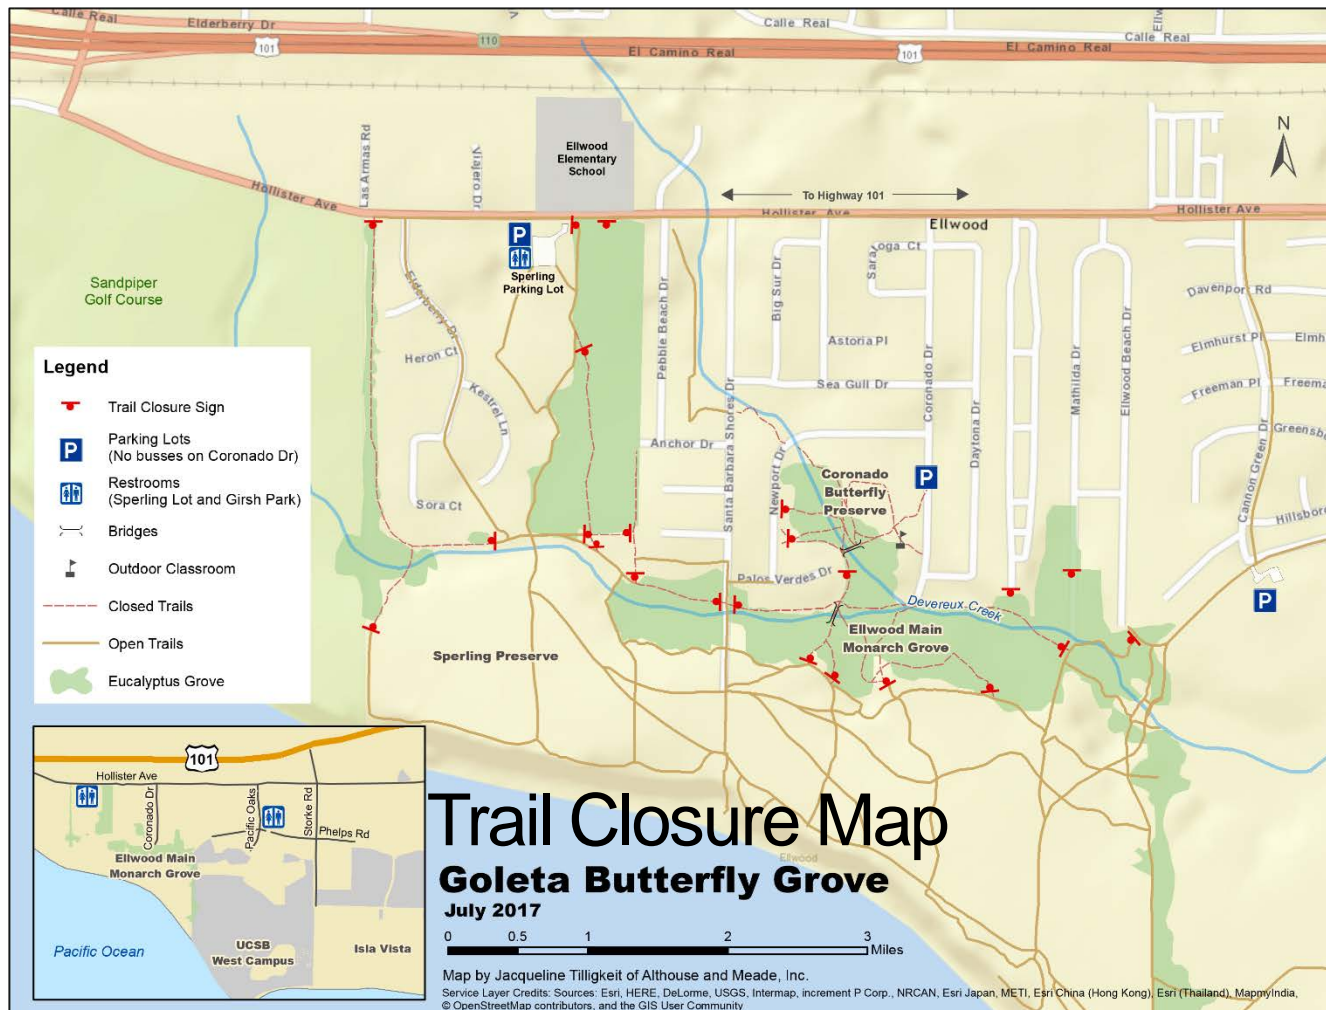 Calle Real
Elderberry Dr
101
110
El Camino Real
Calle Real
101
El Camino Real
Calle Real
Las Armas Rd
Viajero Dr
Ellwood
Elementary
School
N
To Highway 101
Hollister Ave
Hollister Ave
Hollister Ave
Ellwood
P
Sperling
Parking Lot
Sandpiper
Golf Course
Elderberry Dr
Heron Ct
Kestrel Ln
Sora Ct
Pebble Beach Dr
Big Sur Dr
Saratoga Ct
Astoria Pl
Sea Gull Dr
Coronado Dr
Daytona Dr
Mathilda Dr
Ellwood Beach Dr
Davenport Rd
Elmhurst Pl
Elmh
Freeman Pl
Freema
Greensb
Cannon Green Dr
Hillsbor
Anchor Dr
Santa Barbara Shores Dr
Newport Dr
Coronado
Butterfly
Preserve
P
Palos Verdes Dr
Devereux Creek
P
Ellwood Main
Monarch Grove
Sperling Preserve
Legend
Trail Closure Sign
P
Parking Lots
(No busses on Coronado Dr)
Restrooms
(Sperling Lot and Girsh Park)
Bridges
Outdoor Classroom
Closed Trails
Open Trails
Eucalyptus Grove
101
Hollister Ave
Coronado Dr
Pacific Oaks
Storke Rd
Phelps Rd
Ellwood Main
Monarch Grove
Pacific Ocean
UCSB
West Campus
Isla Vista
Trail Closure Map
Ellwood
Goleta Butterfly Grove
July 2017
0 0.5 1 2 3
Miles
Map by Jacqueline Tilligkeit of Althouse and Meade, Inc.
Service Layer Credits: Sources: Esri, HERE, DeLorme, USGS, Intermap, increment P Corp., NRCAN, Esri Japan, METI, Esri China (Hong Kong), Esri (Thailand), MapmyIndia,
© OpenStreetMap contributors, and the GIS User Community